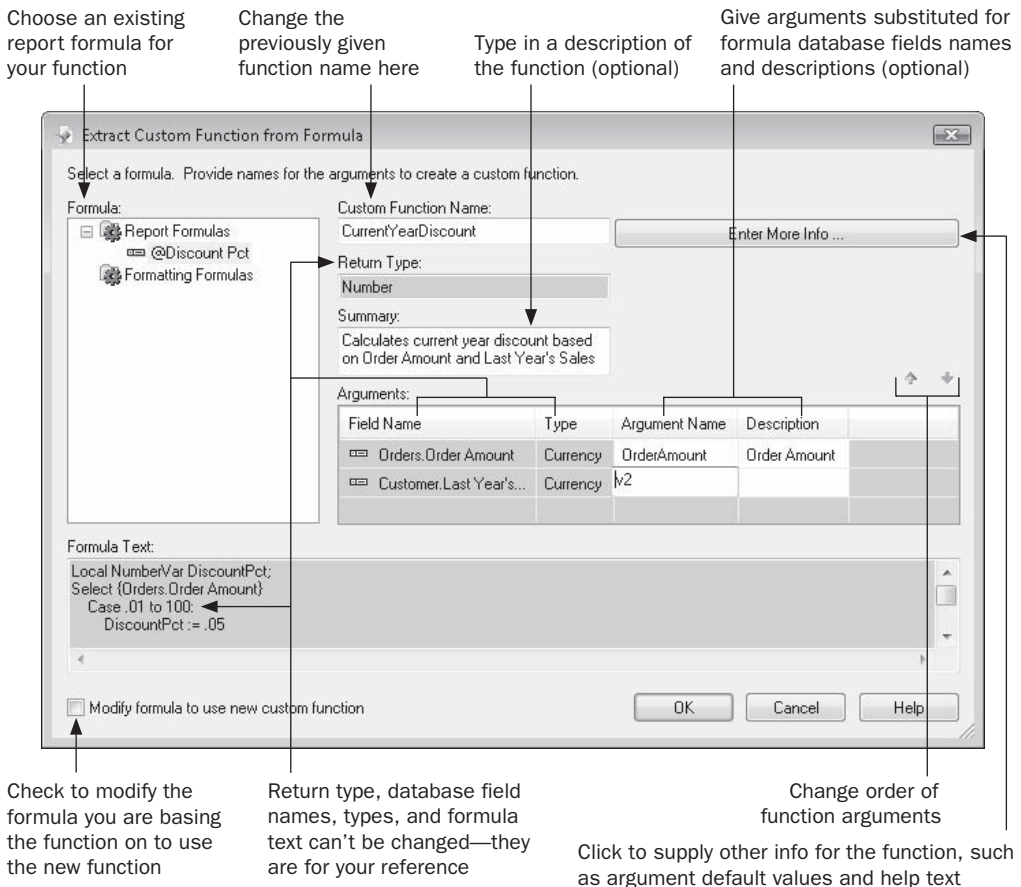 Choose an existing
report formula for
your function
Change the
previously given
function name here
Type in a description of
the function (optional)
Give arguments substituted for
formula database fields names
and descriptions (optional)
Extract Custom Function from Formula
Select a formula. Provide names for the arguments to create a custom function.
Formula:
Report Formulas
@Discount Pct
Formatting Formulas
Custom Function Name:
CurrentYearDiscount
Enter More Info ...
Return Type:
Number
Summary:
Calculates current year discount based
on Order Amount and Last Year's Sales
Arguments:
Field Name Type Argument Name Description
Orders.Order Amount Currency OrderAmount Order Amount
Customer.Last Year's... Currency v2
Formula Text:
Local NumberVar DiscountPct;
Select {Orders.Order Amount}
Case .01 to 100:
DiscountPct := .05
Modify formula to use new custom function
OK Cancel Help
Check to modify the
formula you are basing
the function on to use
the new function
Return type, database field
names, types, and formula
text can't be changed—they
are for your reference
Change order of
function arguments
Click to supply other info for the function, such
as argument default values and help text